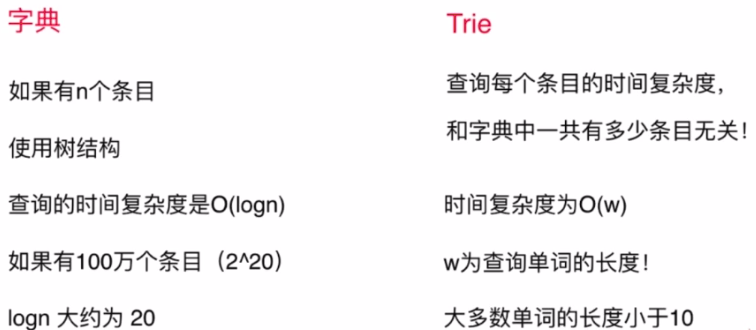 字典
如果有n个条目
使用树结构
查询的时间复杂度是O(logn)
如果有100万个条目（2^20）
logn 大约为 20
Trie
查询每个条目的时间复杂度，
和字典中一共有多少条目无关！
时间复杂度为O(w)
w为查询单词的长度！
大多数单词的长度小于10